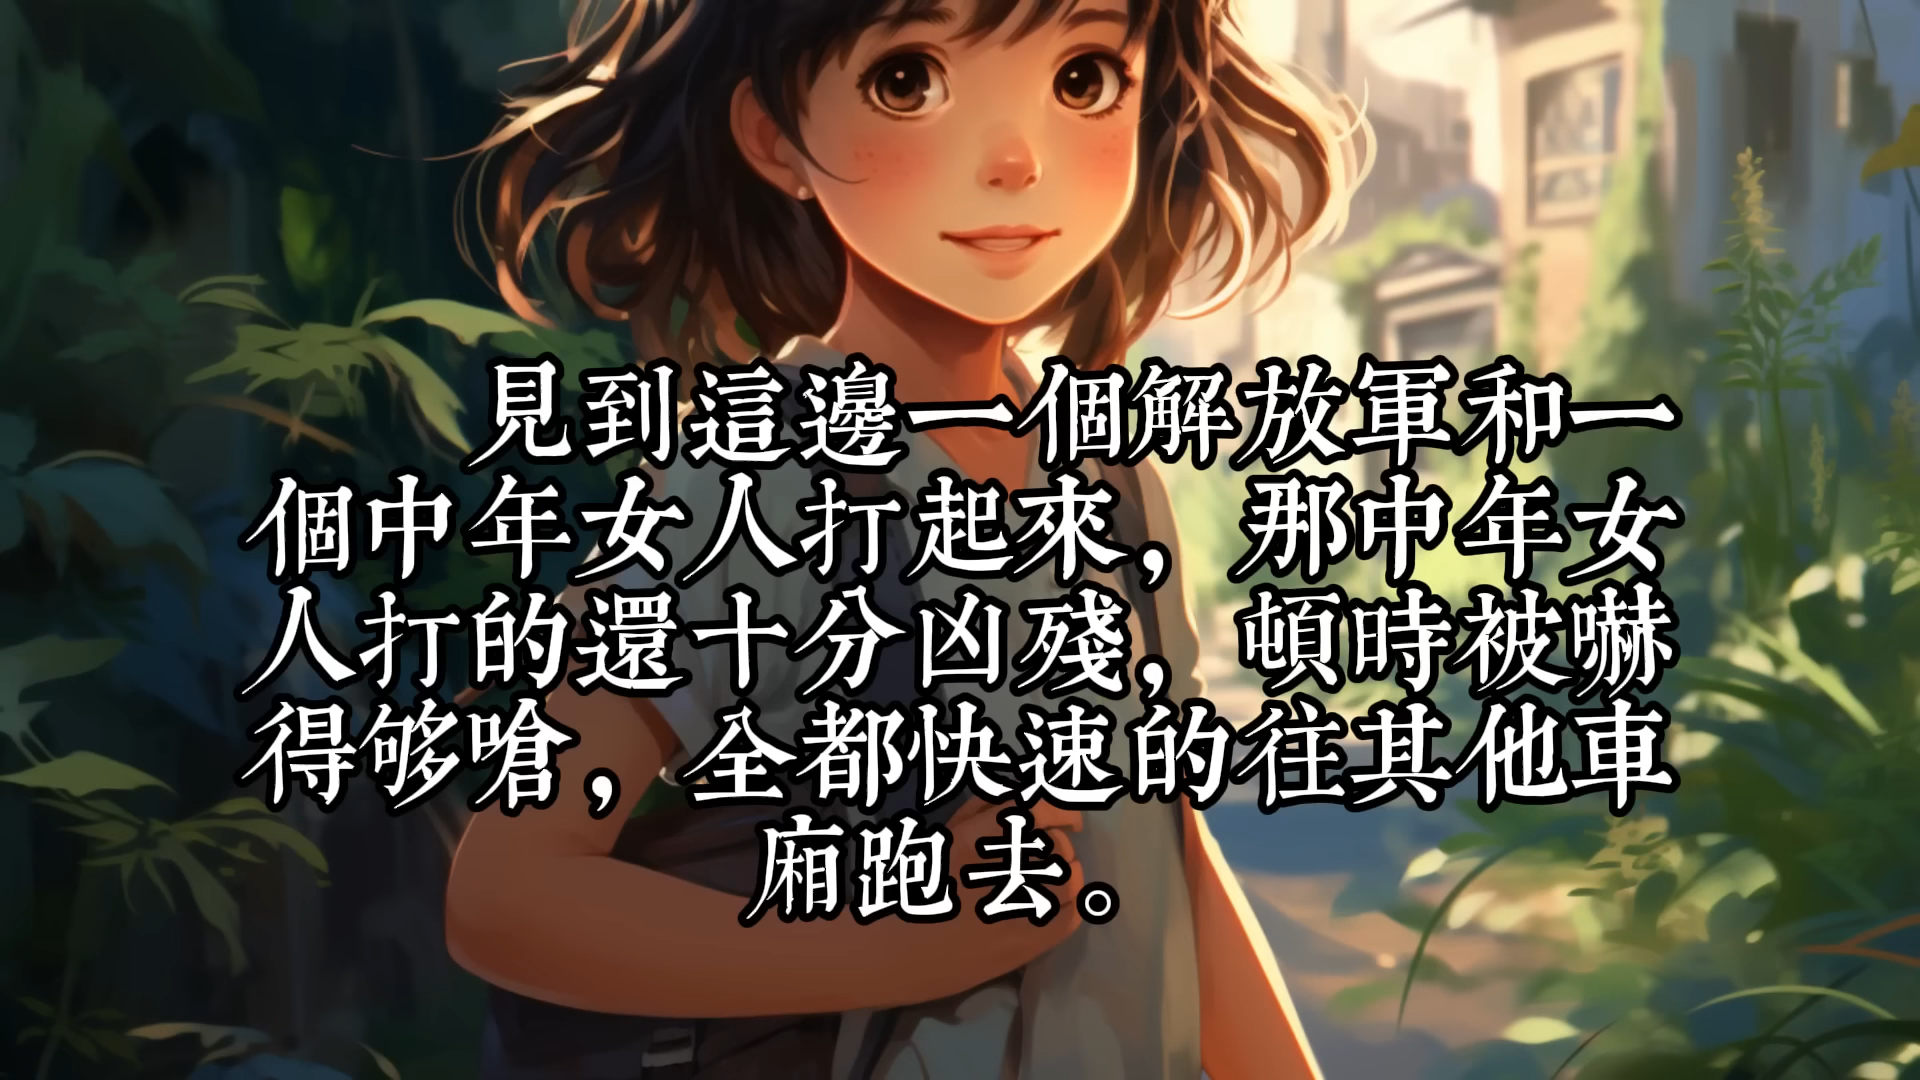 見到這邊一個解放軍和一
個中年女人打起來，那中年女
人打的還十分凶殘，頓時被嚇
得够嗆，全都快速的往其他車
廂跑去。